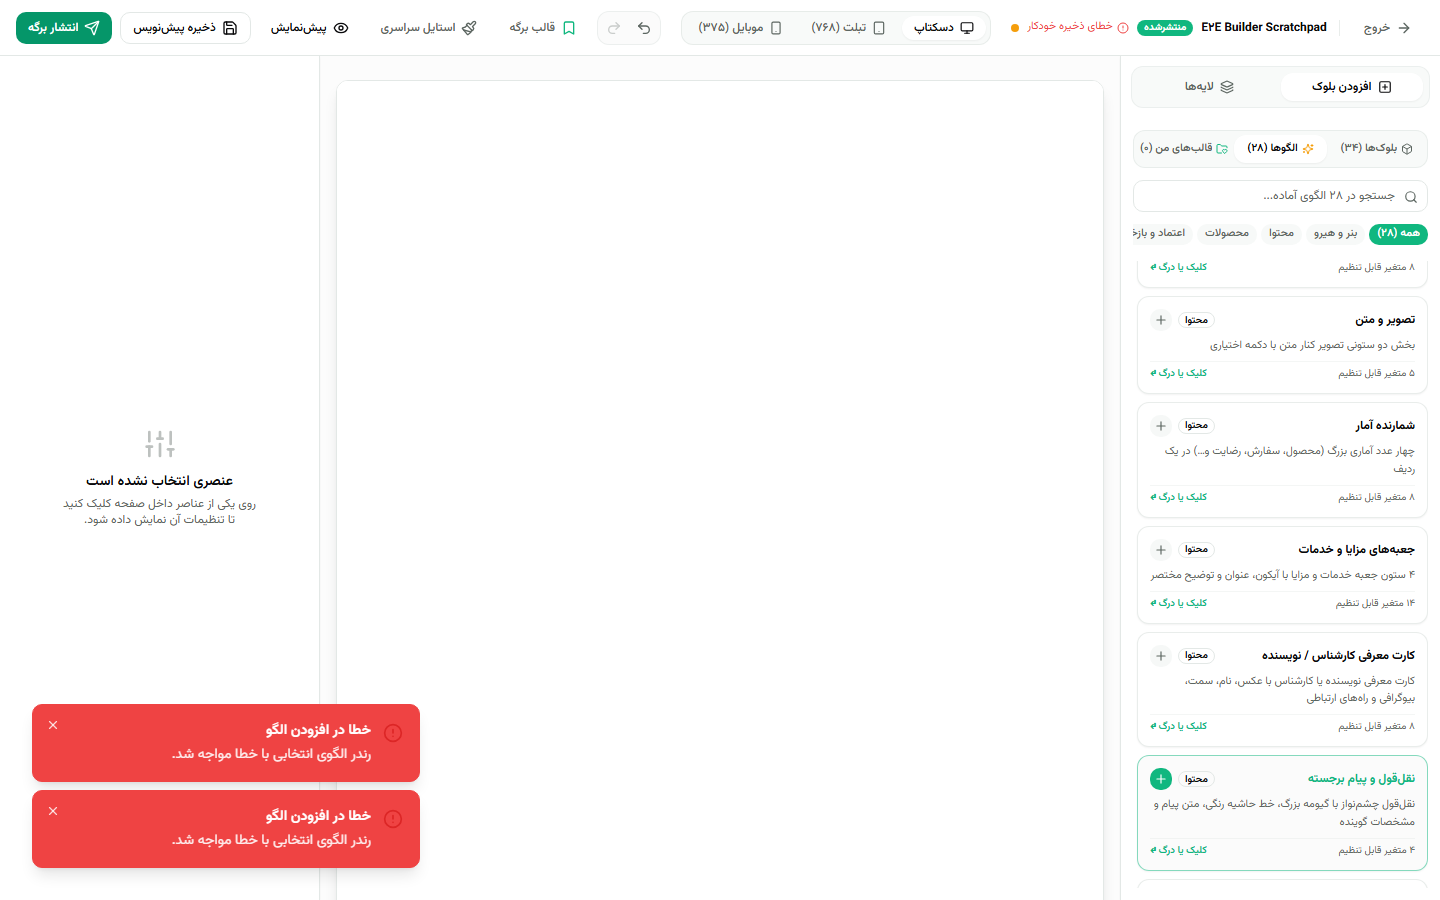 خروج
E۲E Builder Scratchpad
منتشرشده
خطای ذخیره خودکار
دسکتاپ
تبلت (۷۶۸)
موبایل (۳۷۵)
قالب برگه
استایل سراسری
پیش‌نمایش
ذخیره پیش‌نویس
انتشار برگه
افزودن بلوک
لایه‌ها
بلوک‌ها (۳۴)
الگوها (۲۸)
قالب‌های من (۰)
جستجو در ۲۸ الگوی آماده...
همه (۲۸)
بنر و هیرو
محتوا
محصولات
اعتماد و بازخ
۸ متغیر قابل تنظیم
کلیک یا درگ
تصویر و متن
محتوا
بخش دو ستونی تصویر کنار متن با دکمه اختیاری
۵ متغیر قابل تنظیم
کلیک یا درگ
شمارنده آمار
محتوا
چهار عدد آماری بزرگ (محصول، سفارش، رضایت و...) در یک
ردیف
۸ متغیر قابل تنظیم
کلیک یا درگ
جعبه‌های مزایا و خدمات
محتوا
۴ ستون جعبه خدمات و مزایا با آیکون، عنوان و توضیح مختصر
۱۴ متغیر قابل تنظیم
کلیک یا درگ
کارت معرفی کارشناس / نویسنده
محتوا
کارت معرفی نویسنده یا کارشناس با عکس، نام، سمت،
بیوگرافی و راه‌های ارتباطی
۸ متغیر قابل تنظیم
کلیک یا درگ
نقل‌قول و پیام برجسته
محتوا
نقل‌قول چشم‌نواز با گیومه بزرگ، خط حاشیه رنگی، متن پیام و
مشخصات گوینده
۴ متغیر قابل تنظیم
کلیک یا درگ
عنصری انتخاب نشده است
روی یکی از عناصر داخل صفحه کلیک کنید
تا تنظیمات آن نمایش داده شود.
خطا در افزودن الگو
رندر الگوی انتخابی با خطا مواجه شد.
خطا در افزودن الگو
رندر الگوی انتخابی با خطا مواجه شد.